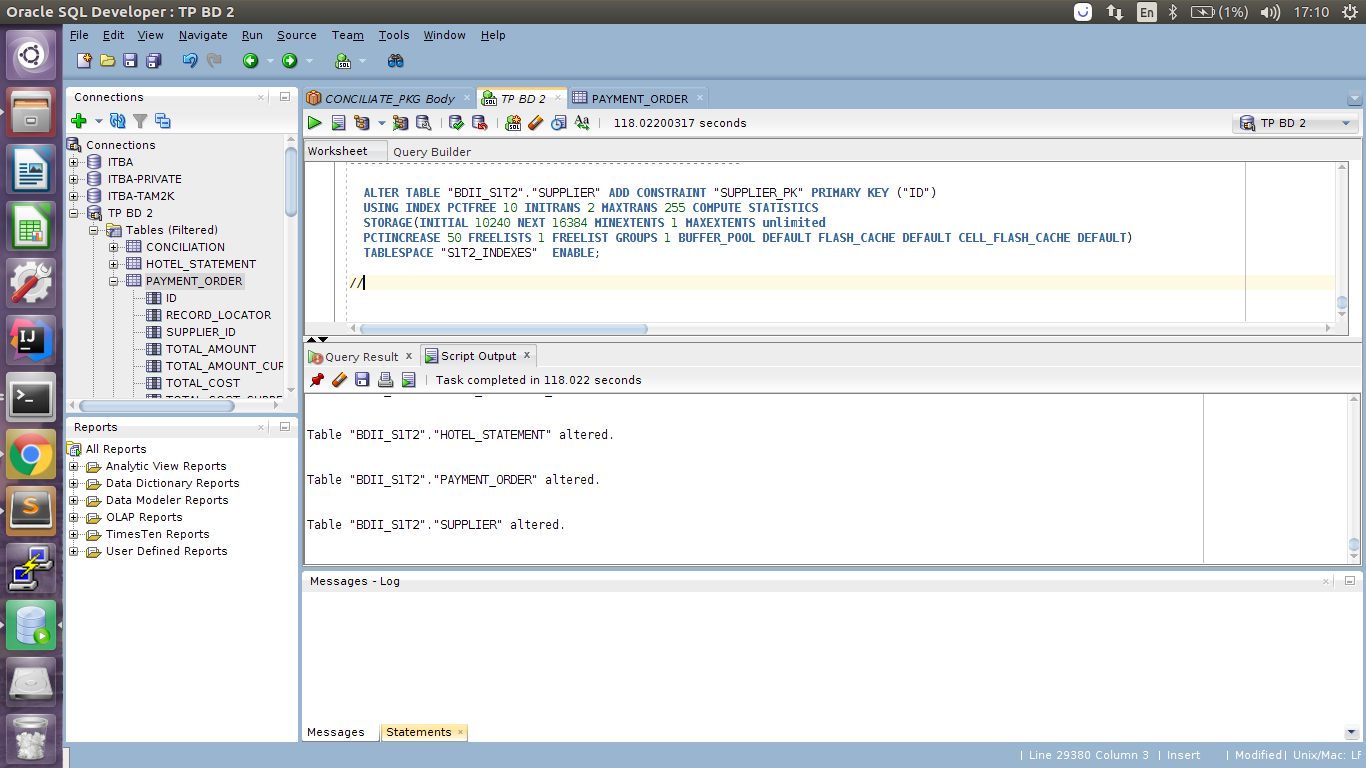 Oracle SQL Developer : TP BD 2
En
(1%)
17:10
File Edit View Navigate Run Source Team Tools Window Help
Connections
Connections
ITBA
ITBA-PRIVATE
ITBA-TAM2K
TP BD 2
Tables (Filtered)
CONCILIATION
HOTEL_STATEMENT
PAYMENT_ORDER
ID
RECORD_LOCATOR
SUPPLIER_ID
TOTAL_AMOUNT
TOTAL_AMOUNT_CUR
TOTAL_COST
Reports
All Reports
Analytic View Reports
Data Dictionary Reports
Data Modeler Reports
OLAP Reports
TimesTen Reports
User Defined Reports
CONCILIATE_PKG Body
TP BD 2
PAYMENT_ORDER
118.02200317 seconds
TP BD 2
Worksheet Query Builder
ALTER TABLE "BDII_S1T2"."SUPPLIER" ADD CONSTRAINT "SUPPLIER_PK" PRIMARY KEY ("ID")
USING INDEX PCTFREE 10 INITRANS 2 MAXTRANS 255 COMPUTE STATISTICS
STORAGE(INITIAL 10240 NEXT 16384 MINEXTENTS 1 MAXEXTENTS unlimited
PCTINCREASE 50 FREELISTS 1 FREELIST GROUPS 1 BUFFER_POOL DEFAULT FLASH_CACHE DEFAULT CELL_FLASH_CACHE DEFAULT)
TABLESPACE "S1T2_INDEXES"  ENABLE;
//
Query Result x Script Output x
Task completed in 118.022 seconds
Table "BDII_S1T2"."HOTEL_STATEMENT" altered.
Table "BDII_S1T2"."PAYMENT_ORDER" altered.
Table "BDII_S1T2"."SUPPLIER" altered.
Messages - Log
Messages Statements
Line 29380 Column 3 | Insert | Modified | Unix/Mac: LF